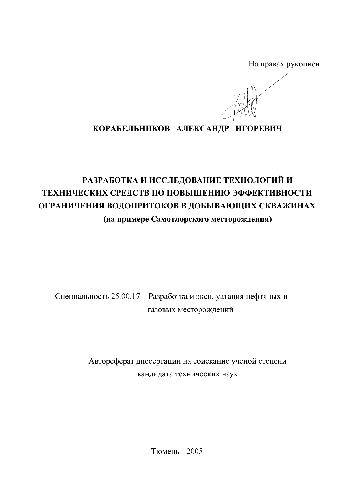 На правах рукописи
КОРАБЕЛЬНИКОВ АЛЕКСАНДР ИГОРЕВИЧ
РАЗРАБОТКА И ИССЛЕДОВАНИЕ ТЕХНОЛОГИЙ И
ТЕХНИЧЕСКИХ СРЕДСТВ ПО ПОВЫШЕНИЮ ЭФФЕКТИВНОСТИ
ОГРАНИЧЕНИЯ ВОДОПРИТОКОВ В ДОБЫВАЮЩИХ СКВАЖИНАХ
(на примере Самотлорского месторождения)
Специальность 25.00.17 – Разработка и эксплуатация нефтяных и
газовых месторождений
Автореферат диссертации на соискание ученой степени
кандидата технических наук
Тюмень - 2005